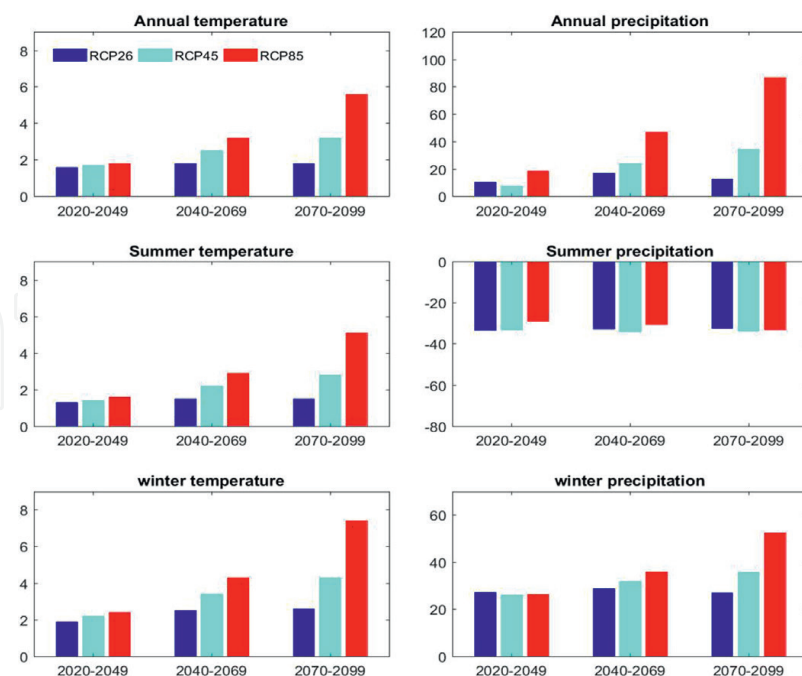 Annual temperature
8
6
4
2
0
RCP26 RCP45 RCP85
2020-2049 2040-2069 2070-2099
Annual precipitation
120
100
80
60
40
20
0
2020-2049 2040-2069 2070-2099
Summer temperature
8
6
4
2
0
2020-2049 2040-2069 2070-2099
Summer precipitation
0
-20
-40
-60
-80
2020-2049 2040-2069 2070-2099
winter temperature
8
6
4
2
0
2020-2049 2040-2069 2070-2099
winter precipitation
60
40
20
0
2020-2049 2040-2069 2070-2099